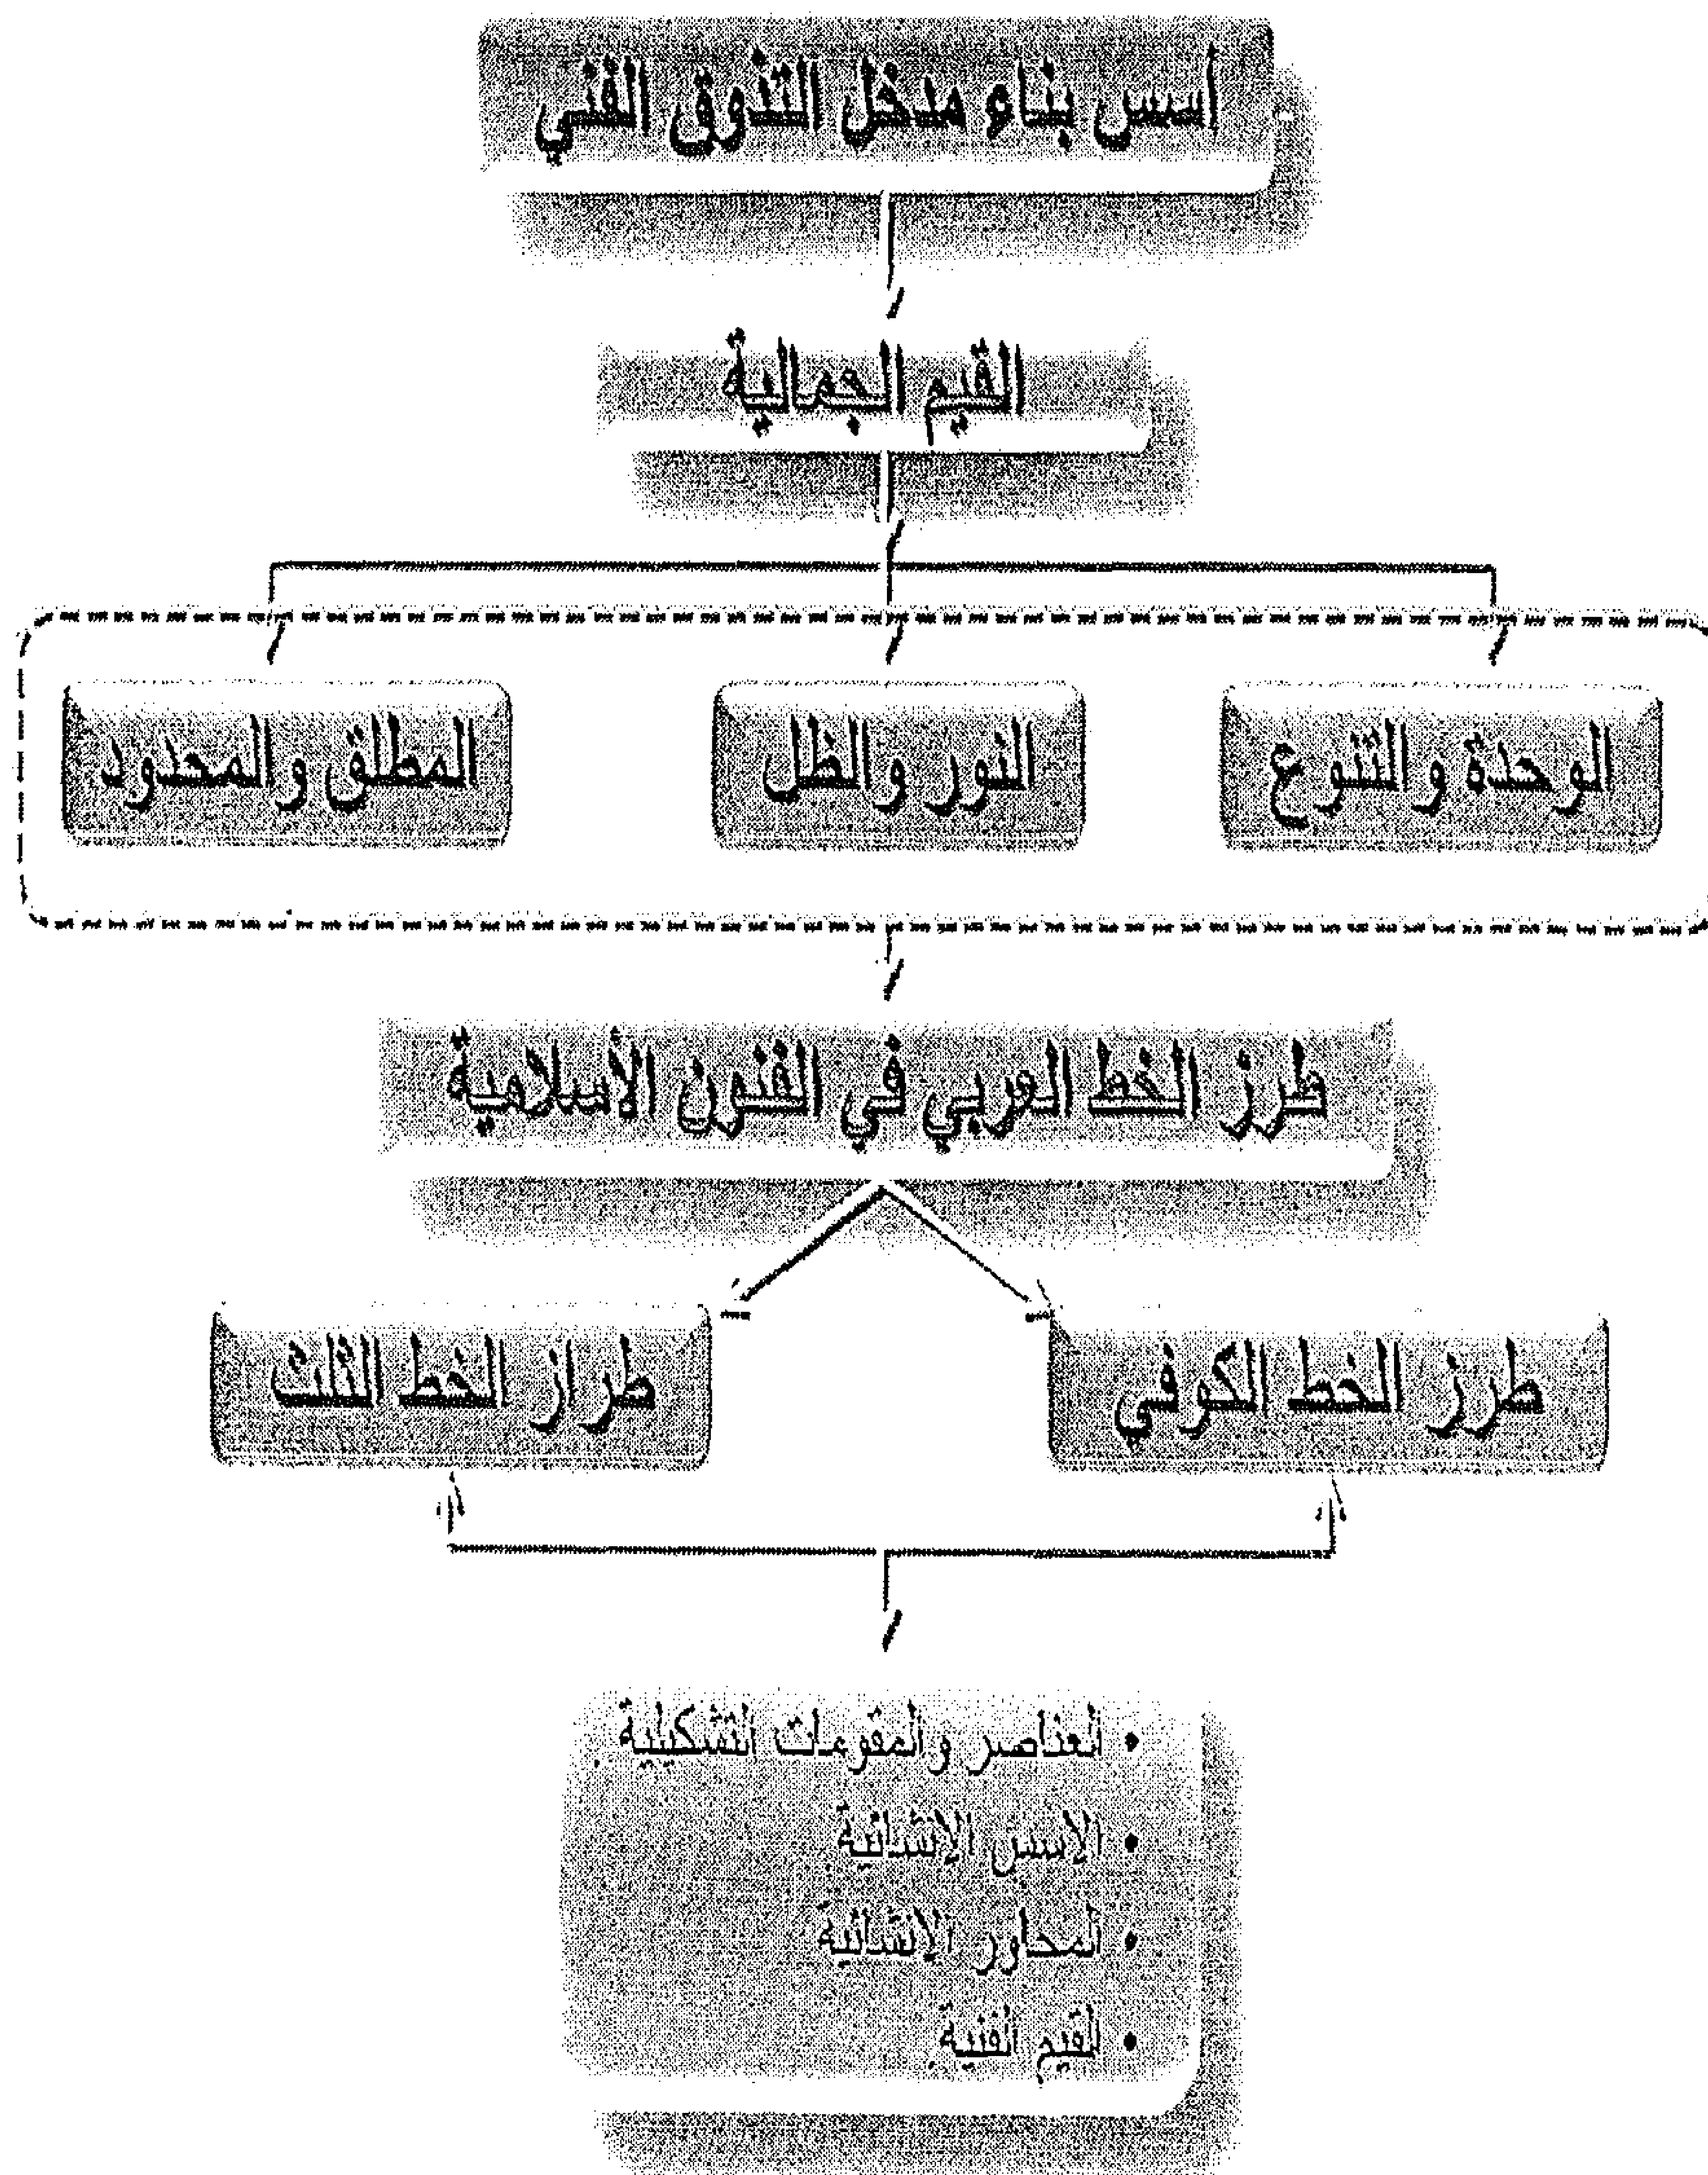 أسس بناء مدخل التذوق الفني
القيم الجمالية
الوحدة والتنوع
النور والظل
المطلق والمحدود
طرز الخط العربي في الفنون الأسلامية
طرز الخط الكوفي
طراز الخط الثلث
• العناصر والمقومات التشكيلية
• الأسس الإنشائية
• المحاور الإنشائية
• القيم الفنية